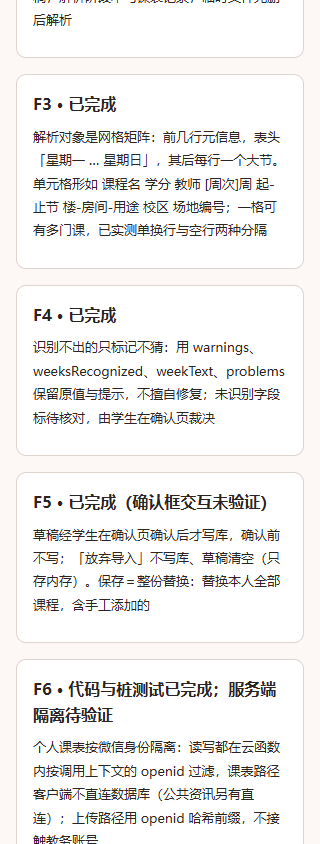 后解析
F3 • 已完成
解析对象是网格矩阵：前几行元信息，表头
「星期一 … 星期日」，其后每行一个大节。
单元格形如 课程名 学分 教师 [周次]周 起-
止节 楼-房间-用途 校区 场地编号；一格可
有多门课，已实测单换行与空行两种分隔
F4 • 已完成
识别不出的只标记不猜：用 warnings、
weeksRecognized、weekText、problems
保留原值与提示，不擅自修复；未识别字段
标待核对，由学生在确认页裁决
F5 • 已完成（确认框交互未验证）
草稿经学生在确认页确认后才写库，确认前
不写；「放弃导入」不写库、草稿清空（只
存内存）。保存＝整份替换：替换本人全部
课程，含手工添加的
F6 • 代码与桩测试已完成；服务端
隔离待验证
个人课表按微信身份隔离：读写都在云函数
内按调用上下文的 openid 过滤，课表路径
客户端不直连数据库（公共资讯另有直
连）；上传路径用 openid 哈希前缀，不接
触教务账号